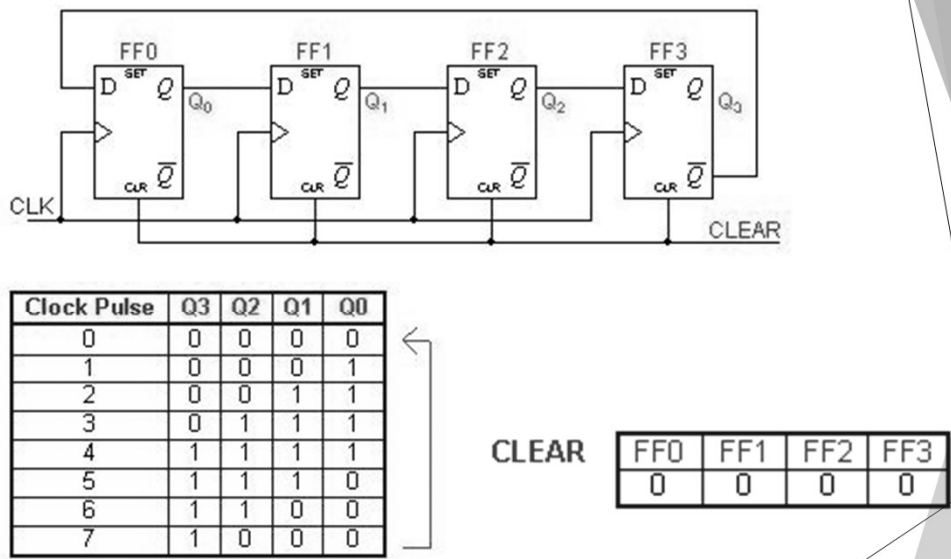 FF0 FF1 FF2 FF3
SET SET SET SET
D Q D Q D Q D Q
Q₀ Q₁ Q₂ Q₃
Q̅ Q̅ Q̅ Q̅
CLR CLR CLR CLR
CLK
CLEAR
Clock Pulse Q3 Q2 Q1 Q0
0 0 0 0 0
1 0 0 0 1
2 0 0 1 1
3 0 1 1 1
4 1 1 1 1
5 1 1 1 0
6 1 1 0 0
7 1 0 0 0
CLEAR FF0 FF1 FF2 FF3
0 0 0 0